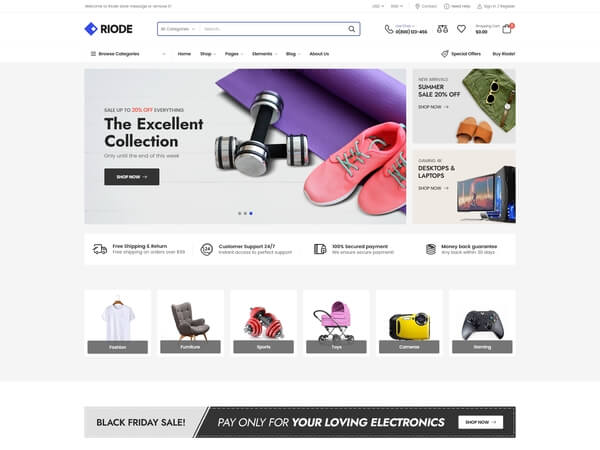 Welcome to Riode store message or remove it!
USD
ENG
Contact
Need Help
Sign in / Register
RIODE
All Categories
Search...
Call Now
0(800) 123-456
Shopping Cart
$0.00
0
Browse Categories
Home
Shop
Pages
Elements
Blog
About Us
Special Offers
Buy Riode!
SALE UP TO 20% OFF EVERYTHING
The Excellent
Collection
Only until the end of this week
SHOP NOW
NEW ARRIVALS
SUMMER
SALE 20% OFF
SHOP NOW
GAMING 4K
DESKTOPS &
LAPTOPS
SHOP NOW
Free Shipping & Return
Free shipping on orders over $99
Customer Support 24/7
Instant access to perfect support
100% Secured payment
We ensure secure payment!
Money back guarantee
Any back within 30 days
Fashion
Furniture
Sports
Toys
Cameras
Gaming
BLACK FRIDAY SALE!
PAY ONLY FOR YOUR LOVING ELECTRONICS
SHOP NOW